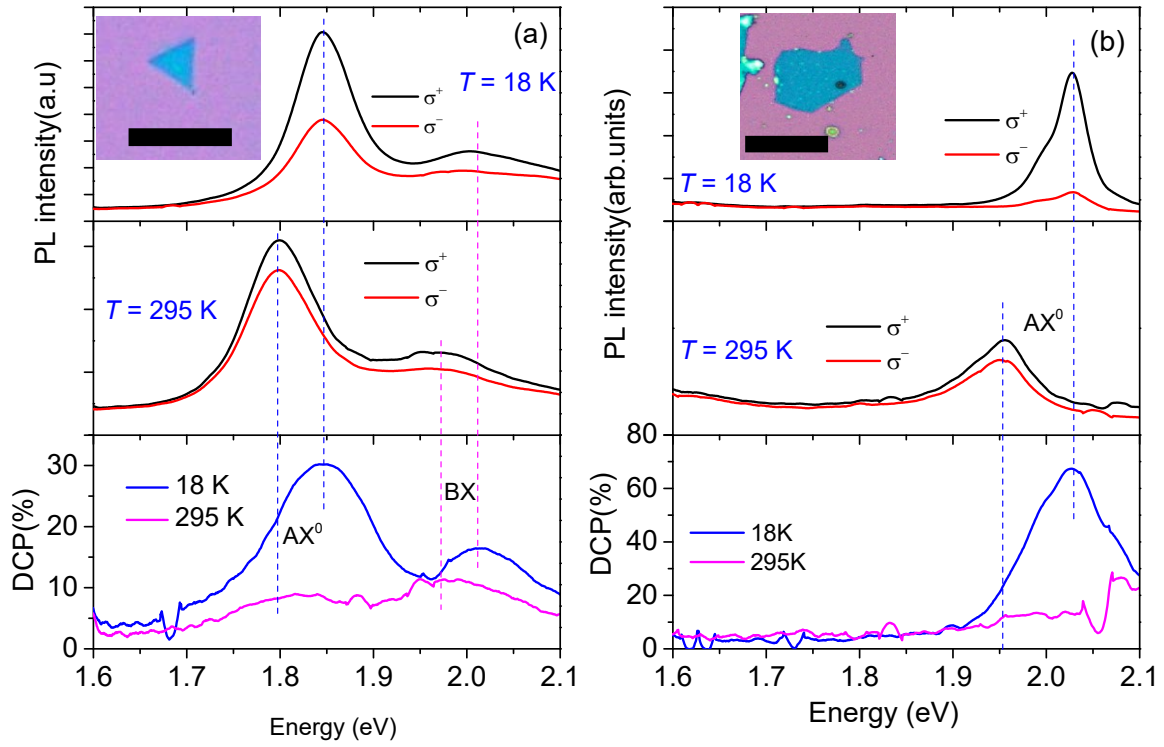 (a)
T = 18 K
σ+
σ−
PL intensity(a.u)
T = 295 K
σ+
σ−
30
20
10
0
DCP(%)
18 K
295 K
AX⁰
BX
1.6 1.7 1.8 1.9 2.0 2.1
Energy (eV)
(b)
σ+
σ−
T = 18 K
PL intensity(arb.units)
T = 295 K
σ+
σ−
AX⁰
80
60
40
20
0
DCP(%)
18K
295K
1.6 1.7 1.8 1.9 2.0 2.1
Energy (eV)